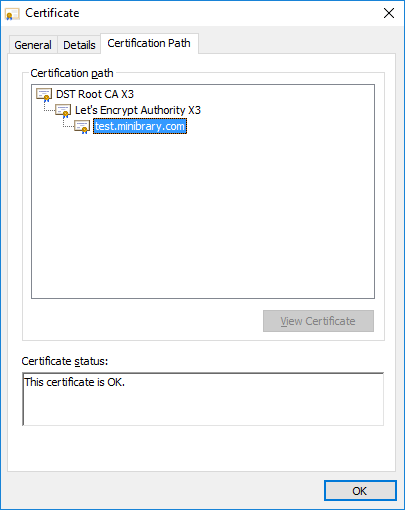 Certificate
General Details Certification Path
Certification path
DST Root CA X3
Let's Encrypt Authority X3
test.minibrary.com
View Certificate
Certificate status:
This certificate is OK.
OK